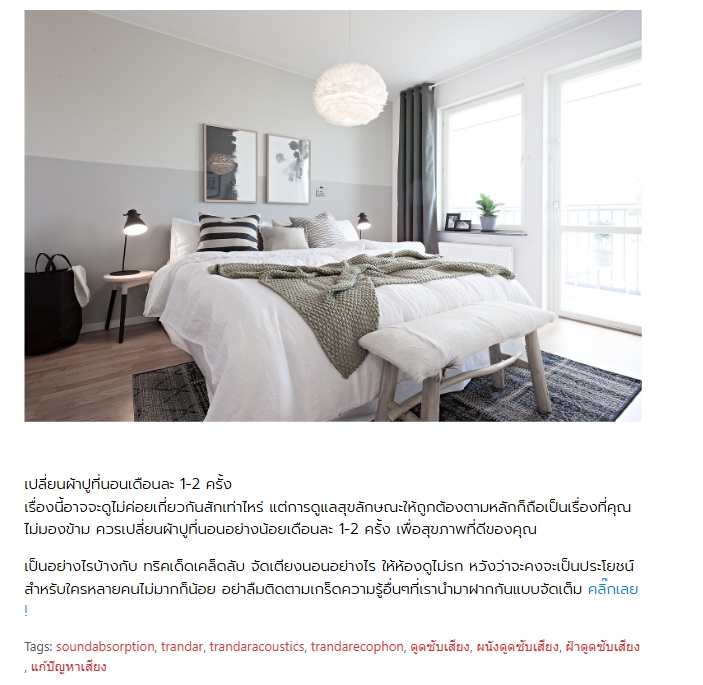 เปลี่ยนผ้าปูที่นอนเดือนละ 1-2 ครั้ง
เรื่องนี้อาจจะดูไม่ค่อยเกี่ยวกันสักเท่าไหร่ แต่การดูแลสุขลักษณะให้ถูกต้องตามหลักก็ถือเป็นเรื่องที่คุณ
ไม่มองข้าม ควรเปลี่ยนผ้าปูที่นอนอย่างน้อยเดือนละ 1-2 ครั้ง เพื่อสุขภาพที่ดีของคุณ
เป็นอย่างไรบ้างกับ ทริคเด็ดเคล็ดลับ จัดเตียงนอนอย่างไร ให้ห้องดูไม่รก หวังว่าจะคงจะเป็นประโยชน์
สำหรับใครหลายคนไม่มากก็น้อย อย่าลืมติดตามเกร็ดความรู้อื่นๆที่เรานำมาฝากกันแบบจัดเต็ม คลิ๊กเลย
!
Tags: soundabsorption, trandar, trandaracoustics, trandarecophon, ดูดซับเสียง, ผนังดูดซับเสียง, ฝ้าดูดซับเสียง
, แก้ปัญหาเสียง